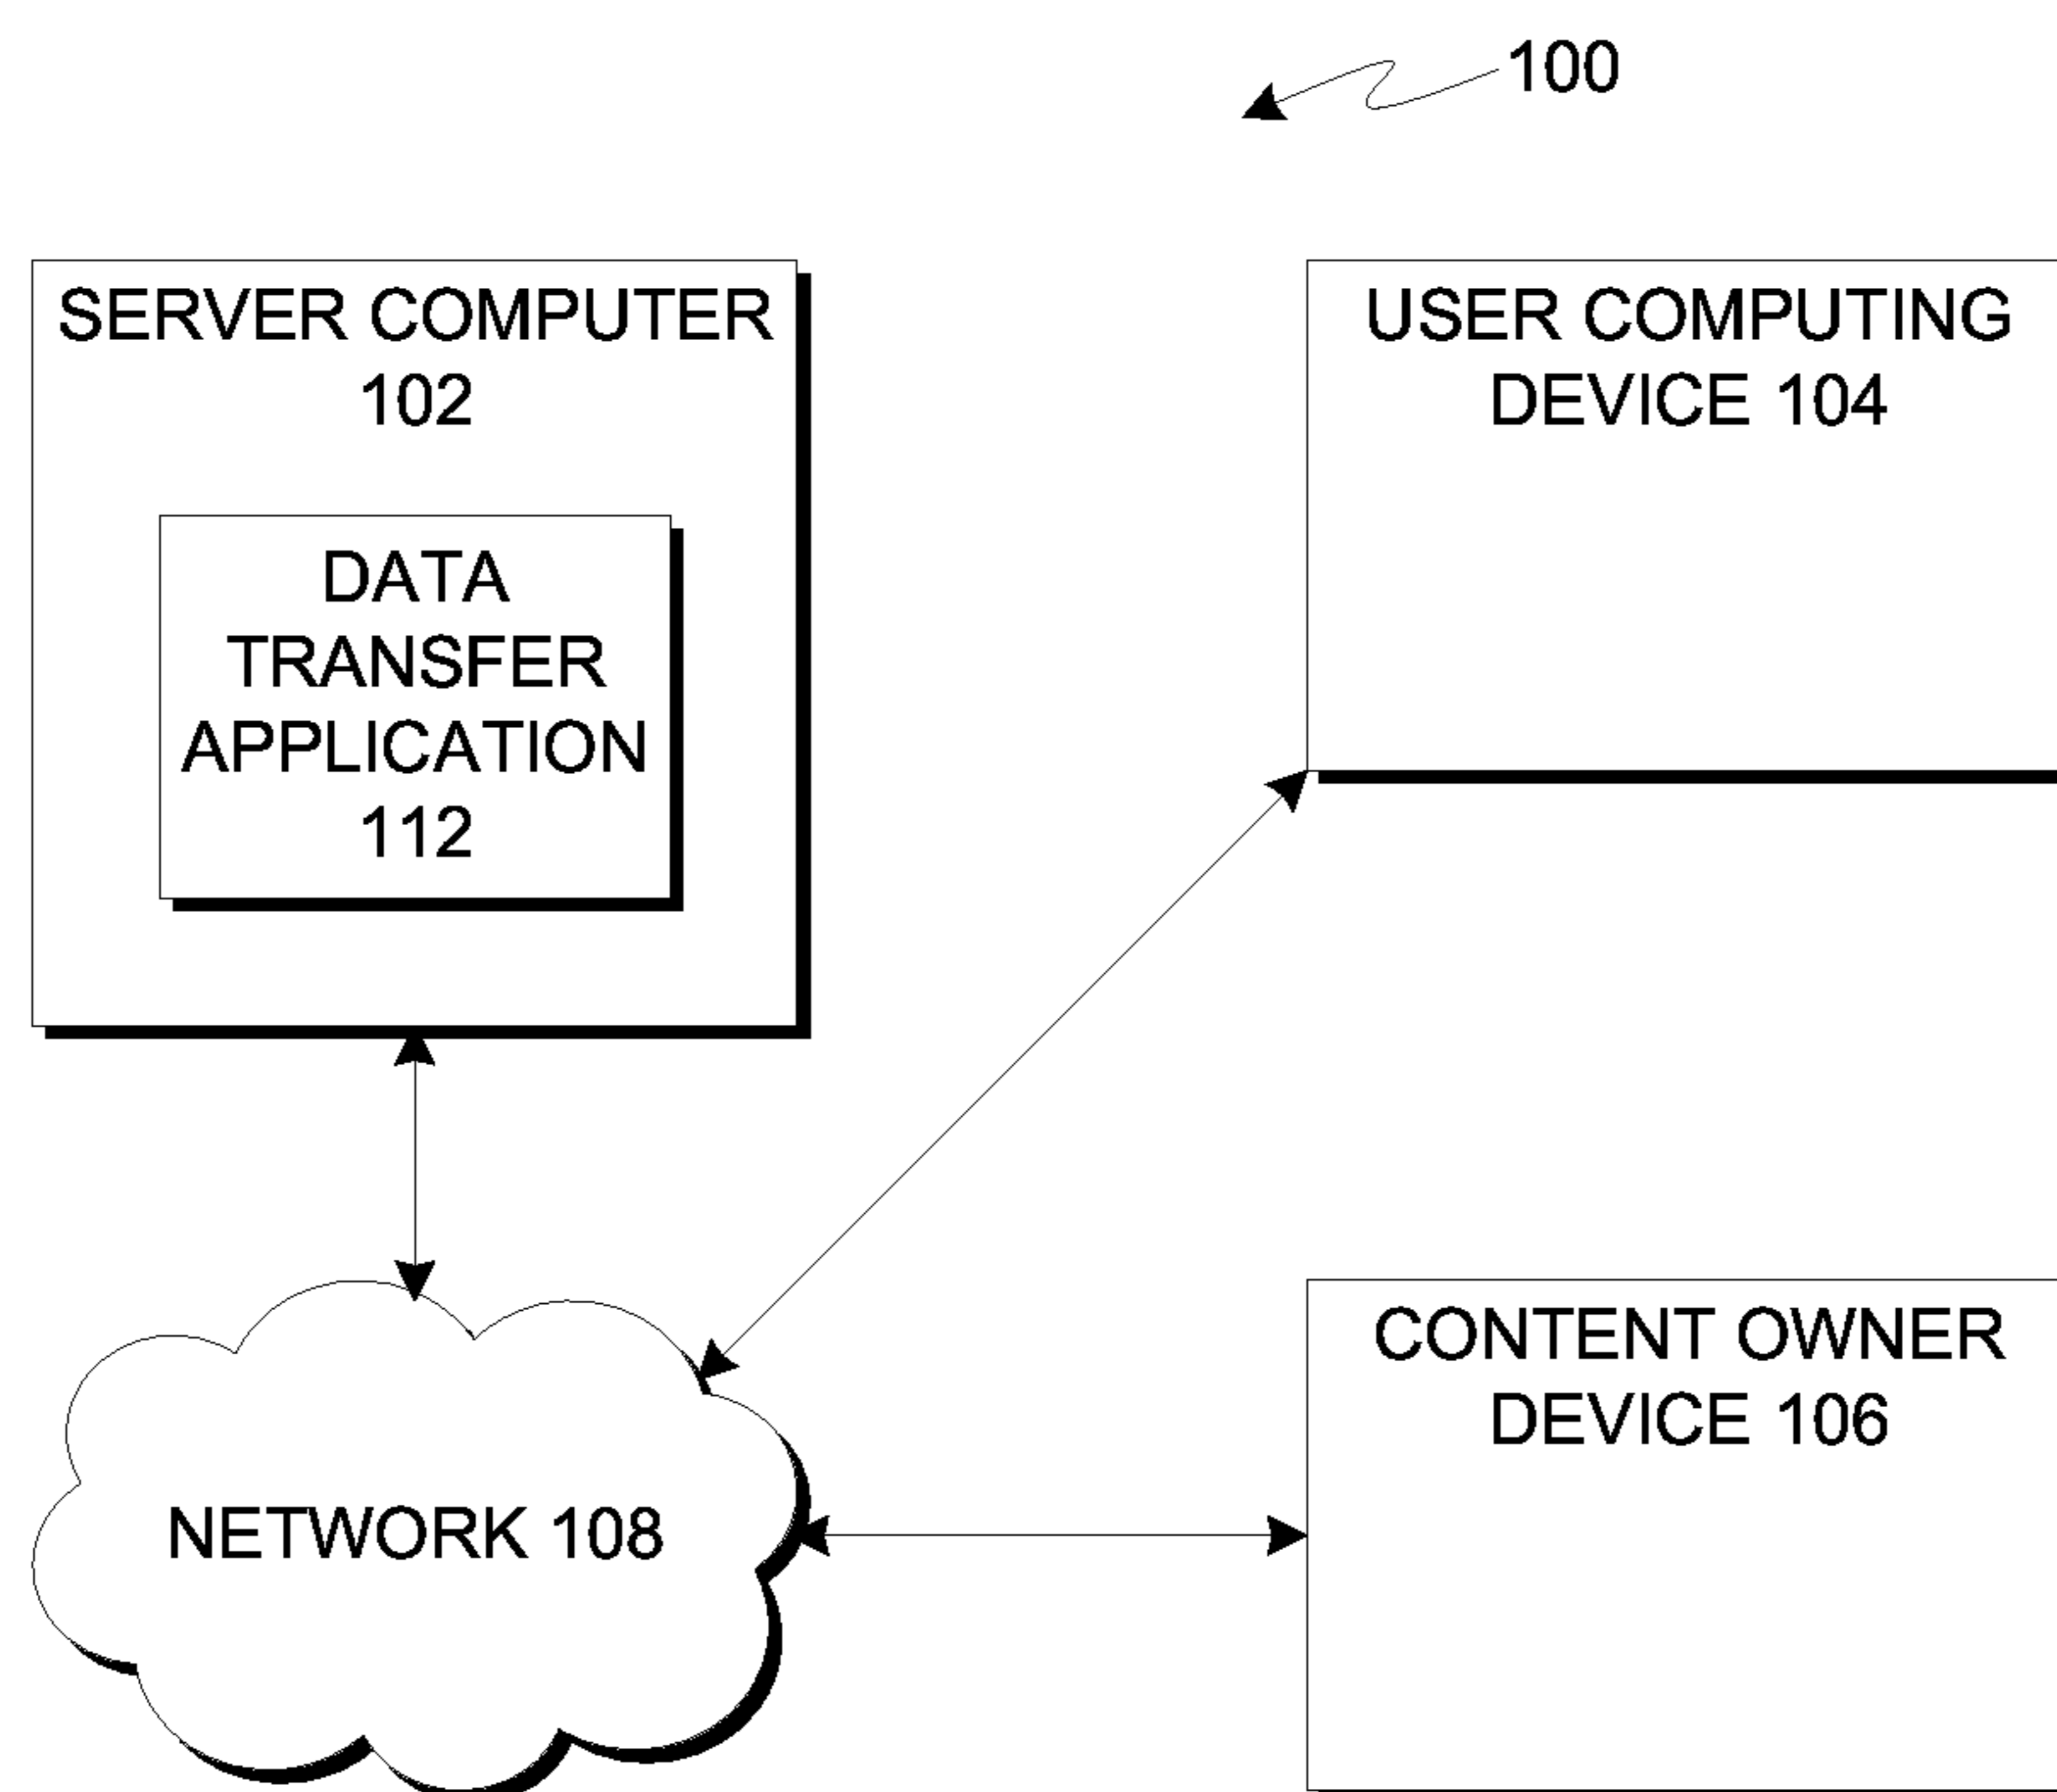 100
SERVER COMPUTER
102
DATA
TRANSFER
APPLICATION
112
USER COMPUTING
DEVICE 104
NETWORK 108
CONTENT OWNER
DEVICE 106